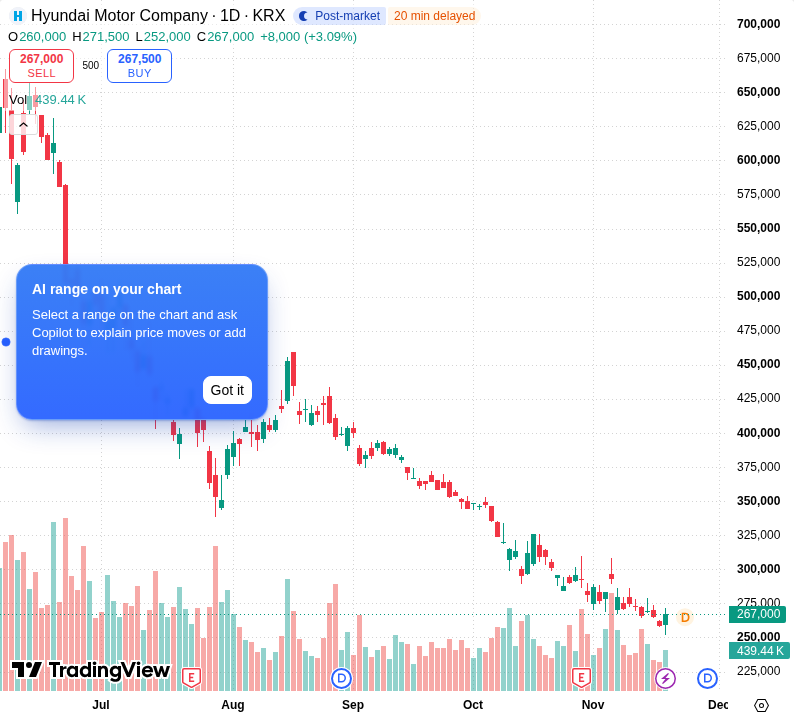 Hyundai Motor Company · 1D · KRX Post-market 20 min delayed
O260,000 H271,500 L252,000 C267,000 +8,000 (+3.09%)
267,000
SELL
500
267,500
BUY
Vol 439.44 K
AI range on your chart
Select a range on the chart and ask
Copilot to explain price moves or add
drawings.
Got it
700,000
675,000
650,000
625,000
600,000
575,000
550,000
525,000
500,000
475,000
450,000
425,000
400,000
375,000
350,000
325,000
300,000
275,000
267,000
250,000
439.44 K
225,000
D
TradingView
E
D
E
D
Jul Aug Sep Oct Nov Dec